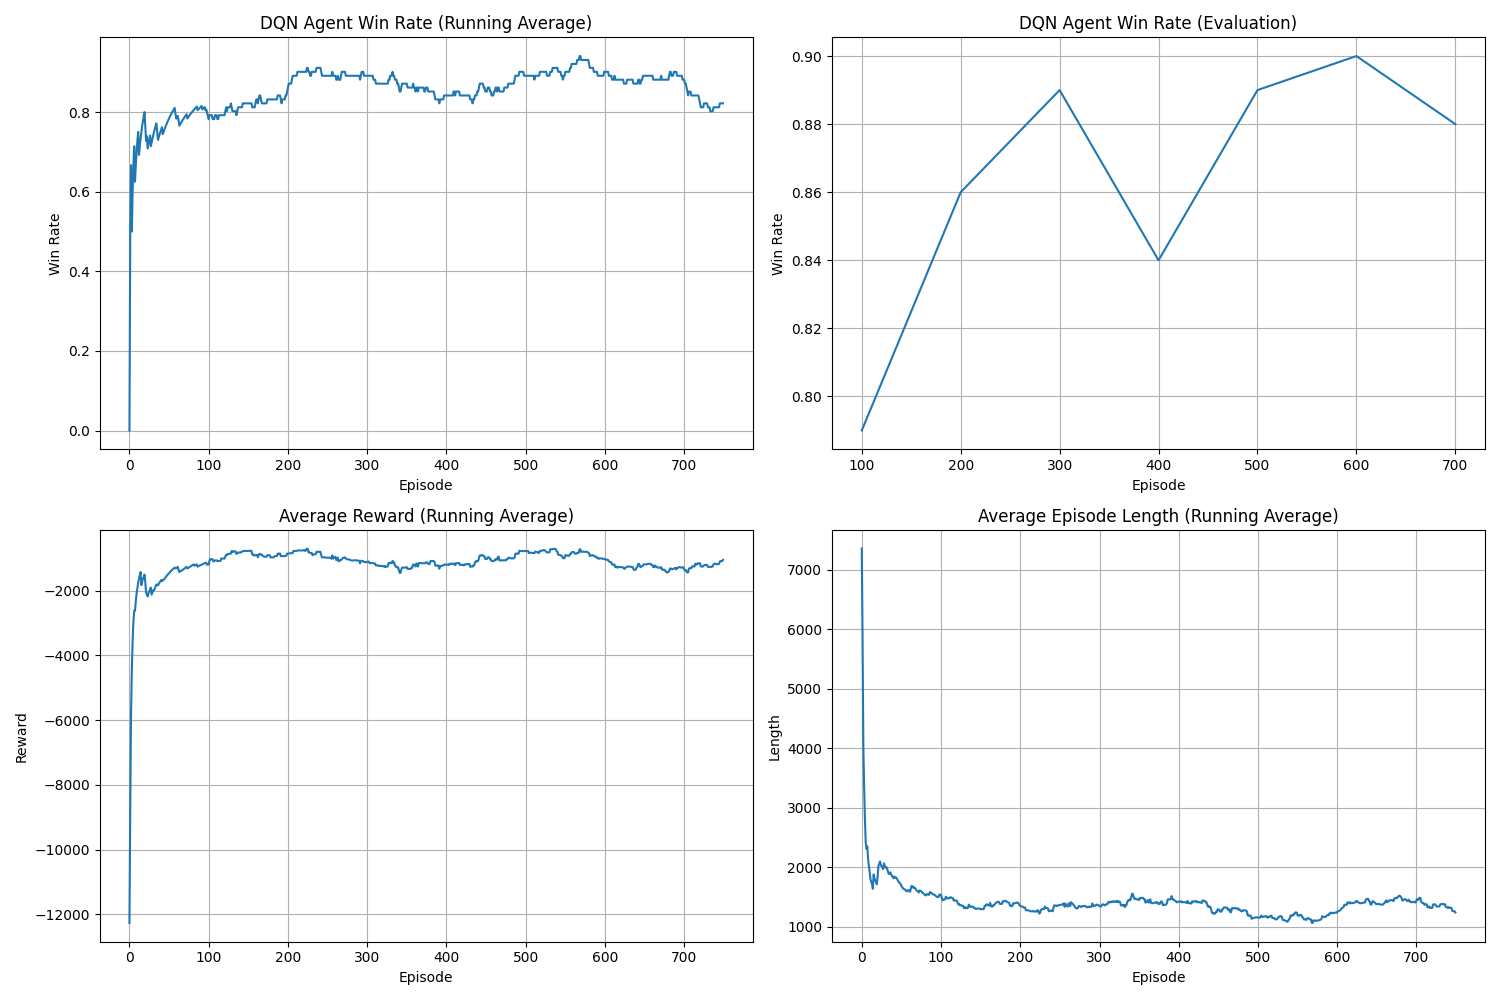 DQN Agent Win Rate (Running Average)
Win Rate
0.8
0.6
0.4
0.2
0.0
0 100 200 300 400 500 600 700
Episode
DQN Agent Win Rate (Evaluation)
Win Rate
0.90
0.88
0.86
0.84
0.82
0.80
100 200 300 400 500 600 700
Episode
Average Reward (Running Average)
Reward
−2000
−4000
−6000
−8000
−10000
−12000
0 100 200 300 400 500 600 700
Episode
Average Episode Length (Running Average)
Length
7000
6000
5000
4000
3000
2000
1000
0 100 200 300 400 500 600 700
Episode